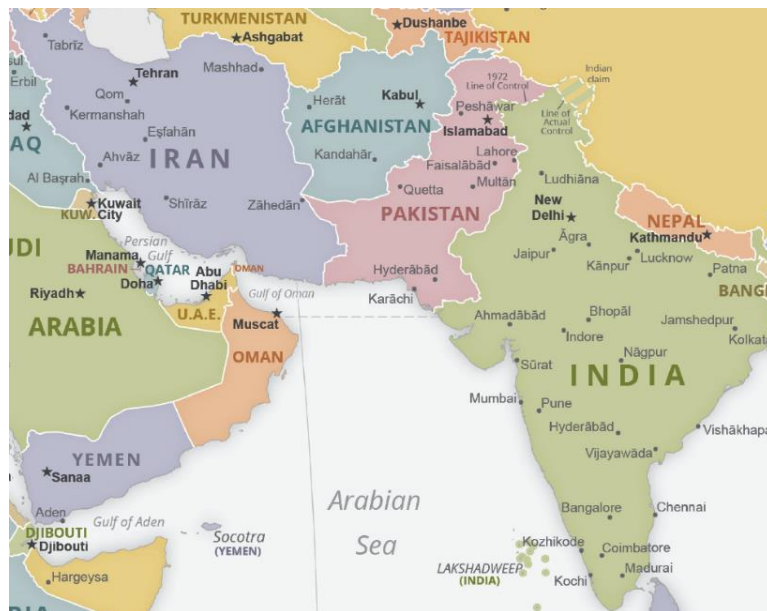 TURKMENISTAN
Ashgabat
Dushanbe
TAJIKISTAN
Tabrīz
Tehran
Mashhad
Erbil
Qom
Kermanshah
Herāt
Kabul
Peshāwar
1972
Line of Control
Indian
claim
Line of
Actual
Control
AFGHANISTAN
Islamabad
Eşfahān
IRAN
Kandahār
Lahore
Faisalābād
Ahvāz
Al Başrah
Quetta
Multān
Ludhiāna
KUW.
Kuwait
City
Shīrāz
Zāhedān
PAKISTAN
New
Delhi
NEPAL
Kathmandu
Persian
Gulf
Manama
BAHRAIN
QATAR
Doha
Abu
Dhabi
OMAN
Āgra
Jaipur
Kānpur
Lucknow
Patna
Hyderābād
Karāchi
Riyadh
U.A.E.
Gulf of Oman
Muscat
ARABIA
OMAN
Ahmadābād
Bhopāl
Indore
Jamshedpur
Sūrat
Nāgpur
INDIA
Mumbai
Pune
Hyderābād
Vijayawāda
YEMEN
Sanaa
Aden
Gulf of Aden
Arabian
Sea
Socotra
(YEMEN)
Bangalore
Chennai
DJIBOUTI
Djibouti
Hargeysa
LAKSHADWEEP
(INDIA)
Kozhikode
Coimbatore
Kochi
Madurai